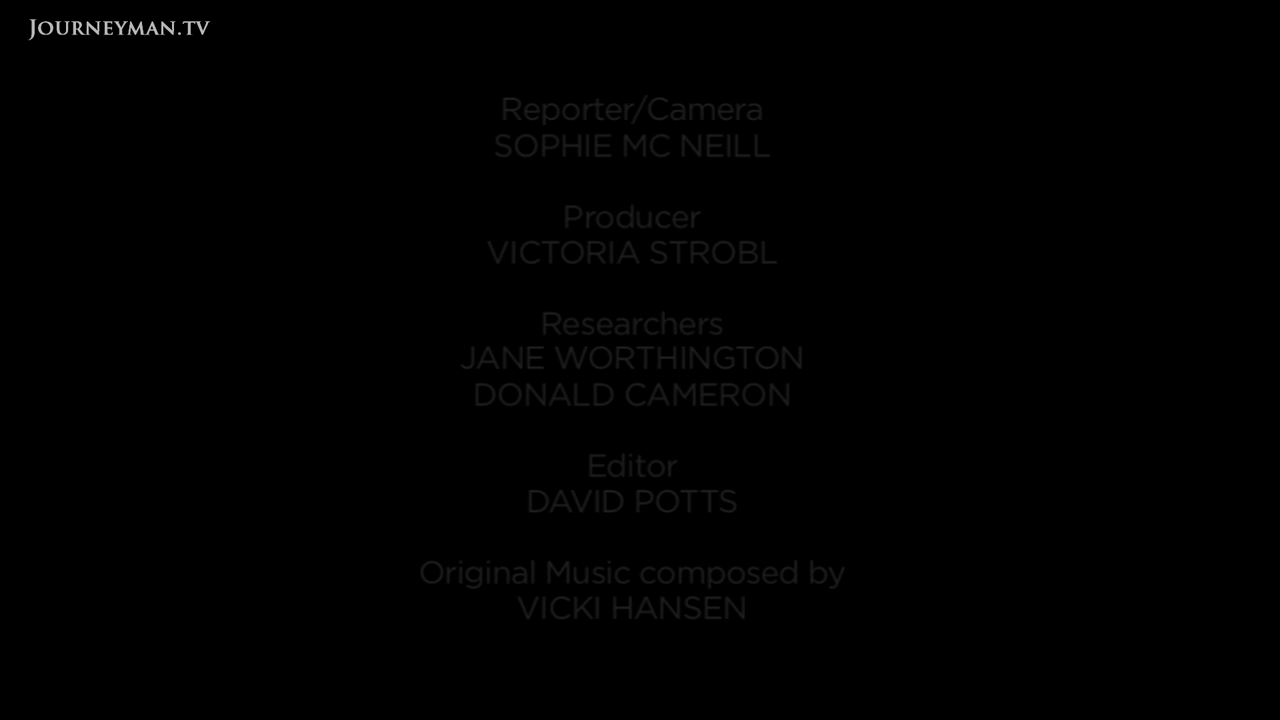 JOURNEYMAN.TV
Reporter/Camera
SOPHIE MC NEILL
Producer
VICTORIA STROBL
Researchers
JANE WORTHINGTON
DONALD CAMERON
Editor
DAVID POTTS
Original Music composed by
VICKI HANSEN